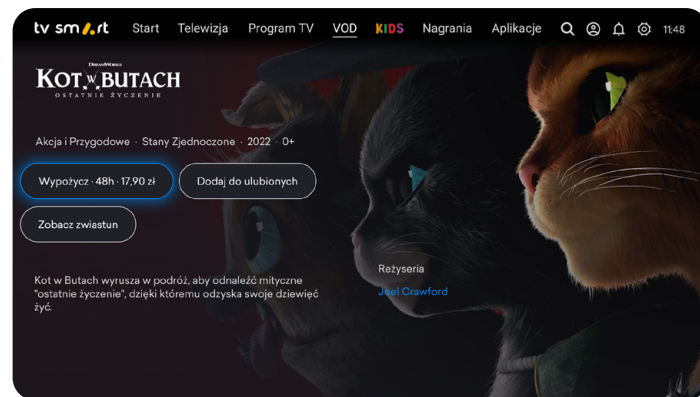 tv smart Start Telewizja Program TV VOD KIDS Nagrania Aplikacje 11:48
DREAMWORKS
KOT W BUTACH
OSTATNIE ŻYCZENIE
Akcja i Przygodowe · Stany Zjednoczone · 2022 · 0+
Wypożycz · 48h · 17,90 zł Dodaj do ulubionych
Zobacz zwiastun
Reżyseria
Joel Crawford
Kot w Butach wyrusza w podróż, aby odnaleźć mityczne
"ostatnie życzenie", dzięki któremu odzyska swoje dziewięć
żyć.